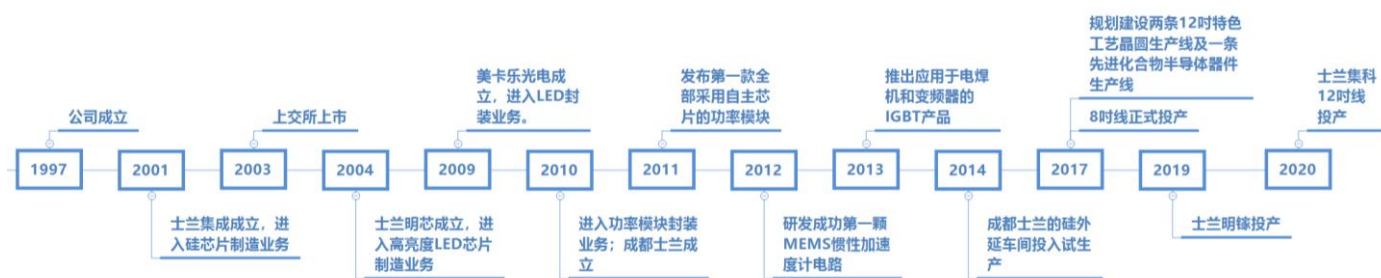 公司成立
1997
2001
士兰集成成立，进
入硅芯片制造业务
上交所上市
2003
2004
士兰明芯成立，进
入高亮度LED芯片
制造业务
美卡乐光电成
立，进入LED封
装业务。
2009
2010
进入功率模块封装
业务；成都士兰成
立
发布第一款全
部采用自主芯
片的功率模块
2011
2012
研发成功第一颗
MEMS惯性加速
度计电路
推出应用于电焊
机和变频器的
IGBT产品
2013
2014
成都士兰的硅外
延车间投入试生
产
规划建设两条12吋特色
工艺晶圆生产线及一条
先进化合物半导体器件
生产线
8吋线正式投产
2017
2019
士兰明镓投产
士兰集科
12吋线
投产
2020